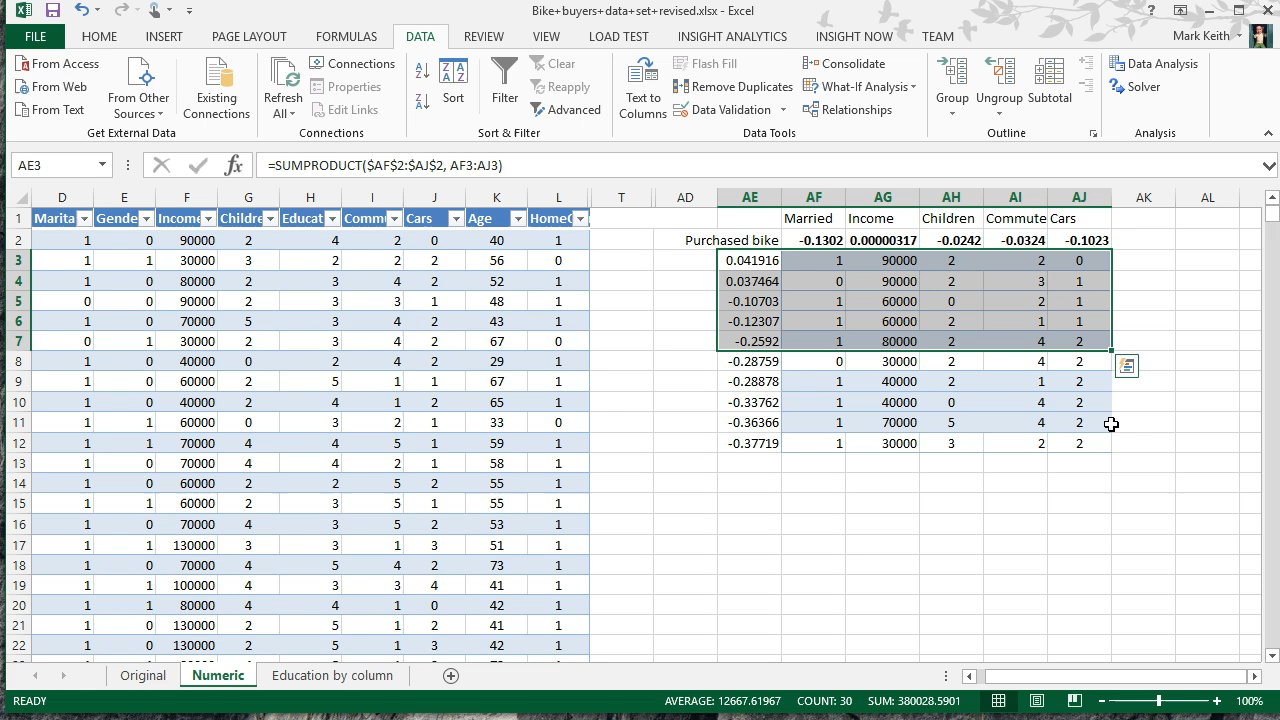 Bike+buyers+data+set+revised.xlsx - Excel
FILE HOME INSERT PAGE LAYOUT FORMULAS DATA REVIEW VIEW LOAD TEST INSIGHT ANALYTICS INSIGHT NOW TEAM Mark Keith
From Access
From Web
From Text
From Other Sources
Existing Connections
Get External Data
Refresh All
Connections
Properties
Edit Links
Connections
Sort
Filter
Clear
Reapply
Advanced
Sort & Filter
Text to Columns
Flash Fill
Remove Duplicates
Data Validation
Consolidate
What-If Analysis
Relationships
Data Tools
Group
Ungroup
Subtotal
Outline
Data Analysis
Solver
Analysis
AE3 =SUMPRODUCT($AF$2:$AJ$2, AF3:AJ3)
D E F G H I J K L T AD AE AF AG AH AI AJ AK AL
1 Marita Gende Income Childre Educat Commu Cars Age Married Income Children Commute Cars
2 1 0 90000 2 4 2 0 40 1 Purchased bike -0.1302 0.00000317 -0.0242 -0.0324 -0.1023
3 1 1 30000 3 2 2 2 56 0 0.041916 1 90000 2 2 0
4 1 0 80000 2 3 4 2 52 1 0.037464 0 90000 2 3 1
5 0 0 90000 2 3 3 1 48 1 -0.10703 1 60000 0 2 1
6 1 0 70000 5 3 4 2 43 1 -0.12307 1 60000 2 1 1
7 0 1 30000 2 3 4 2 67 0 -0.2592 1 80000 2 4 2
8 1 0 40000 0 2 4 2 29 1 -0.28759 0 30000 2 4 2
9 1 0 60000 2 5 1 1 67 1 -0.28878 1 40000 2 1 2
10 1 0 40000 2 4 1 2 65 1 -0.33762 1 40000 0 4 2
11 1 1 60000 0 3 2 1 33 0 -0.36366 1 70000 5 4 2
12 1 1 70000 4 4 5 1 59 1 -0.37719 1 30000 3 2 2
13 1 0 70000 4 4 2 1 58 1
14 1 0 60000 2 2 5 2 55 1
15 1 1 60000 2 3 5 1 55 1
16 1 0 70000 4 3 5 2 53 1
17 1 1 130000 3 3 1 3 51 1
18 1 0 70000 4 5 4 2 73 1
19 1 1 100000 4 3 3 4 41 1
20 1 1 80000 4 4 1 0 42 1
21 1 0 130000 2 5 1 2 41 1
22 1 0 130000 2 5 1 3 42 1
Original Numeric Education by column
READY AVERAGE: 12667.61967 COUNT: 30 SUM: 380028.5901 100%